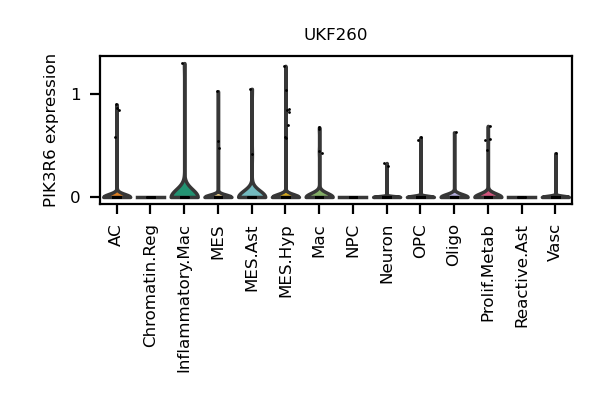 UKF260
PIK3R6 expression
1
0
AC
Chromatin.Reg
Inflammatory.Mac
MES
MES.Ast
MES.Hyp
Mac
NPC
Neuron
OPC
Oligo
Prolif.Metab
Reactive.Ast
Vasc